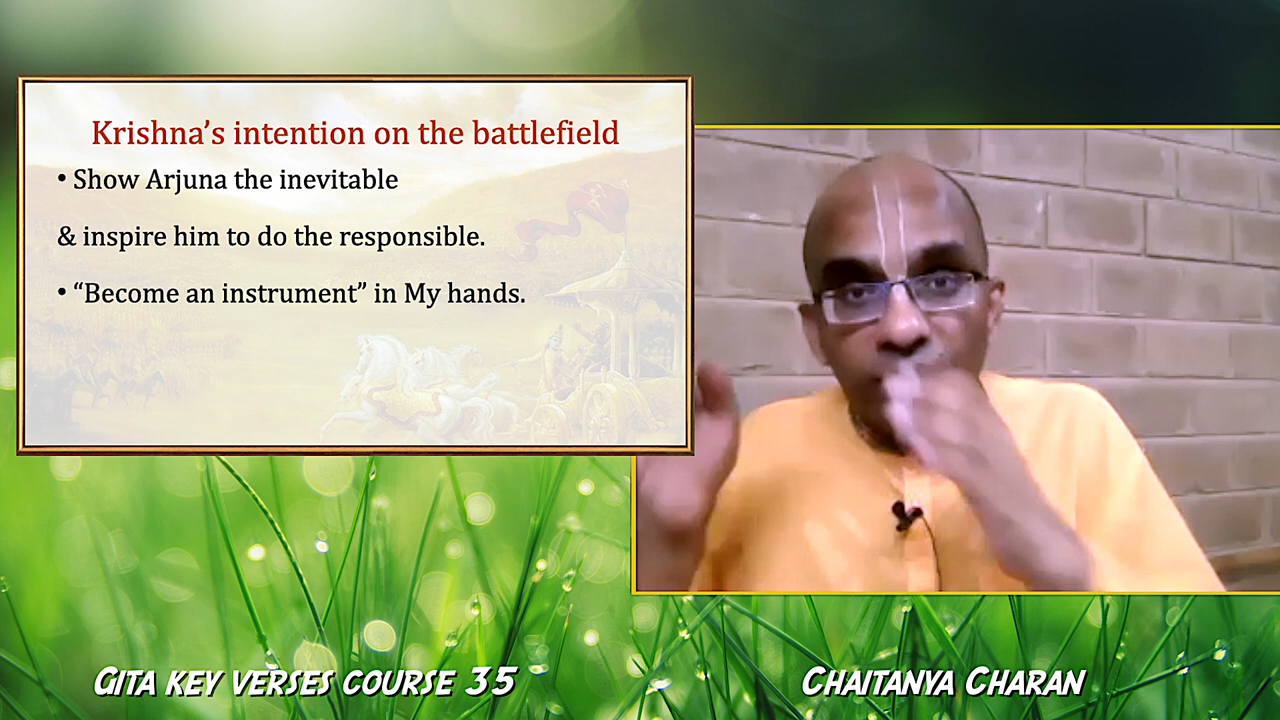 Krishna’s intention on the battlefield
• Show Arjuna the inevitable
& inspire him to do the responsible.
• “Become an instrument” in My hands.
GITA KEY VERSES COURSE 35
CHAITANYA CHARAN